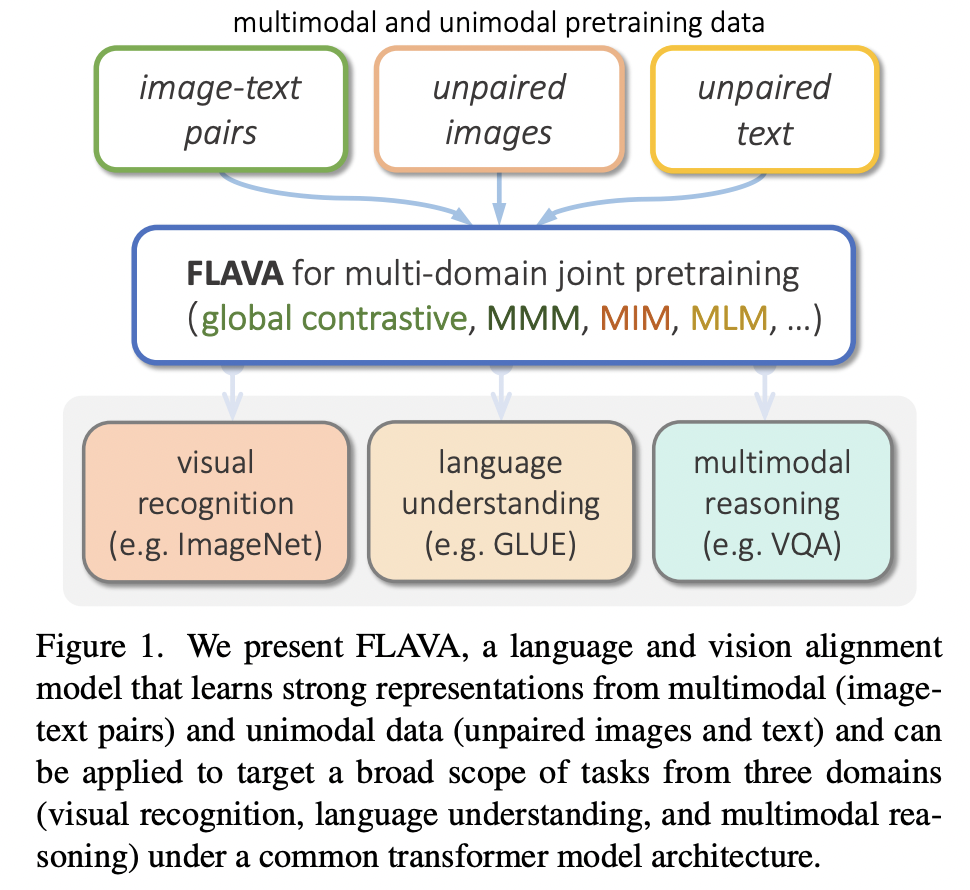 multimodal and unimodal pretraining data
image-text
pairs
unpaired
images
unpaired
text
FLAVA for multi-domain joint pretraining
(global contrastive, MMM, MIM, MLM, ...)
visual
recognition
(e.g. ImageNet)
language
understanding
(e.g. GLUE)
multimodal
reasoning
(e.g. VQA)
Figure 1. We present FLAVA, a language and vision alignment
model that learns strong representations from multimodal (image-
text pairs) and unimodal data (unpaired images and text) and can
be applied to target a broad scope of tasks from three domains
(visual recognition, language understanding, and multimodal rea-
soning) under a common transformer model architecture.